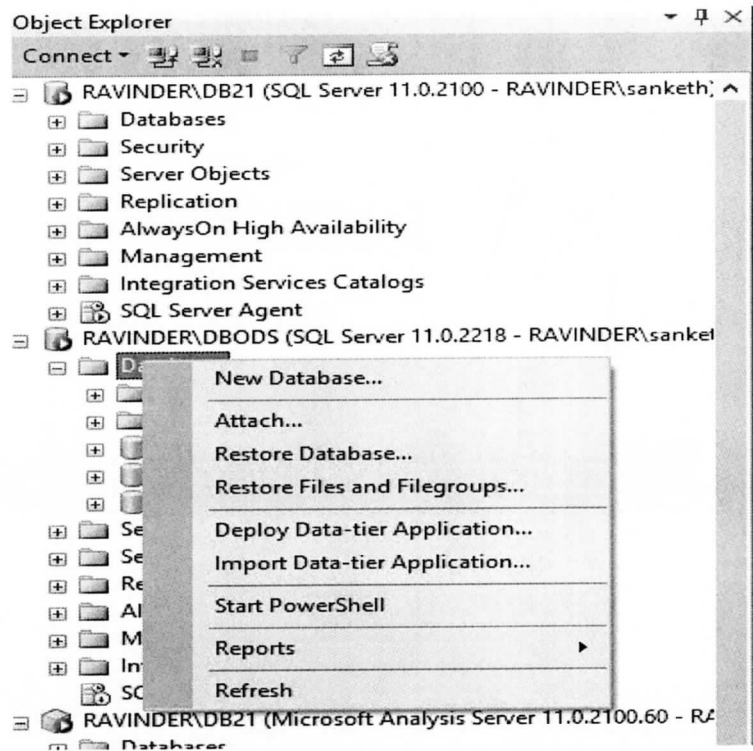 Object Explorer
Connect
RAVINDER\DB21 (SQL Server 11.0.2100 - RAVINDER\sanketh)
Databases
Security
Server Objects
Replication
AlwaysOn High Availability
Management
Integration Services Catalogs
SQL Server Agent
RAVINDER\DBODS (SQL Server 11.0.2218 - RAVINDER\sanket
New Database...
Attach...
Restore Database...
Restore Files and Filegroups...
Deploy Data-tier Application...
Import Data-tier Application...
Start PowerShell
Reports
Refresh
RAVINDER\DB21 (Microsoft Analysis Server 11.0.2100.60 - RA
Databases